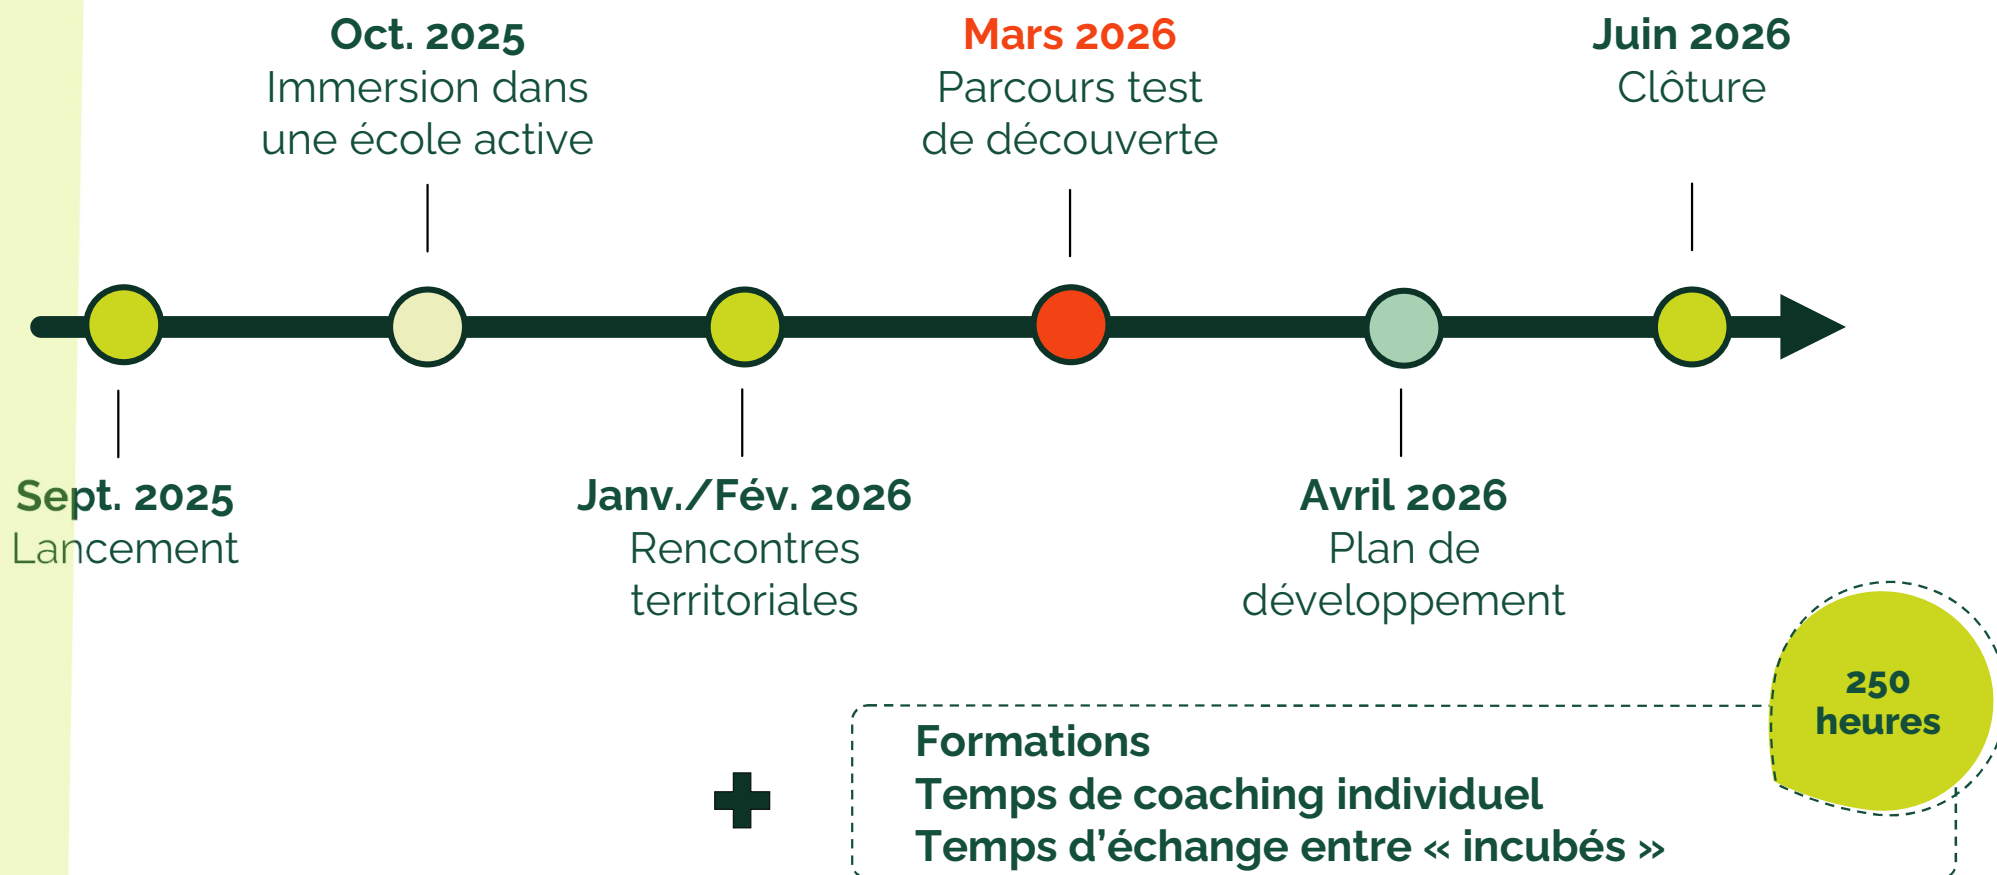 Oct. 2025
Immersion dans
une école active
Mars 2026
Parcours test
de découverte
Juin 2026
Clôture
Sept. 2025
Lancement
Janv./Fév. 2026
Rencontres
territoriales
Avril 2026
Plan de
développement
250
heures
Formations
Temps de coaching individuel
Temps d’échange entre « incubés »